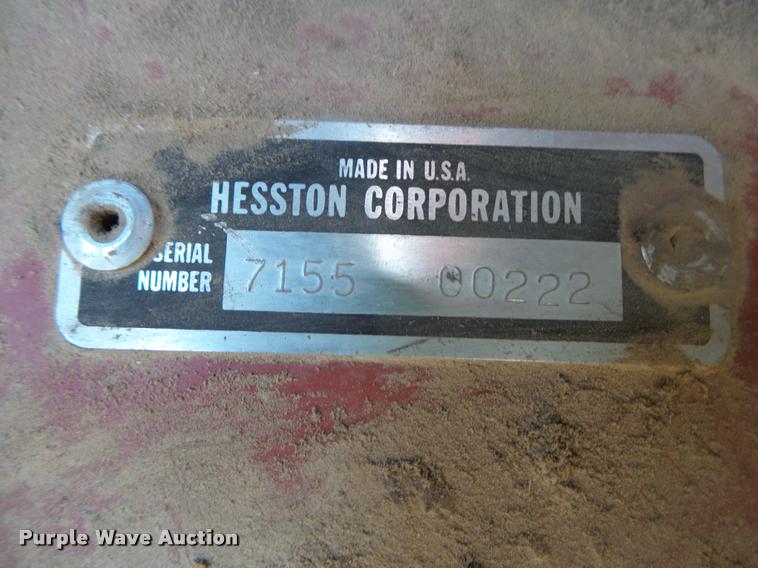 MADE IN U.S.A.
HESSTON CORPORATION
SERIAL NUMBER 7155 00222
Purple Wave Auction